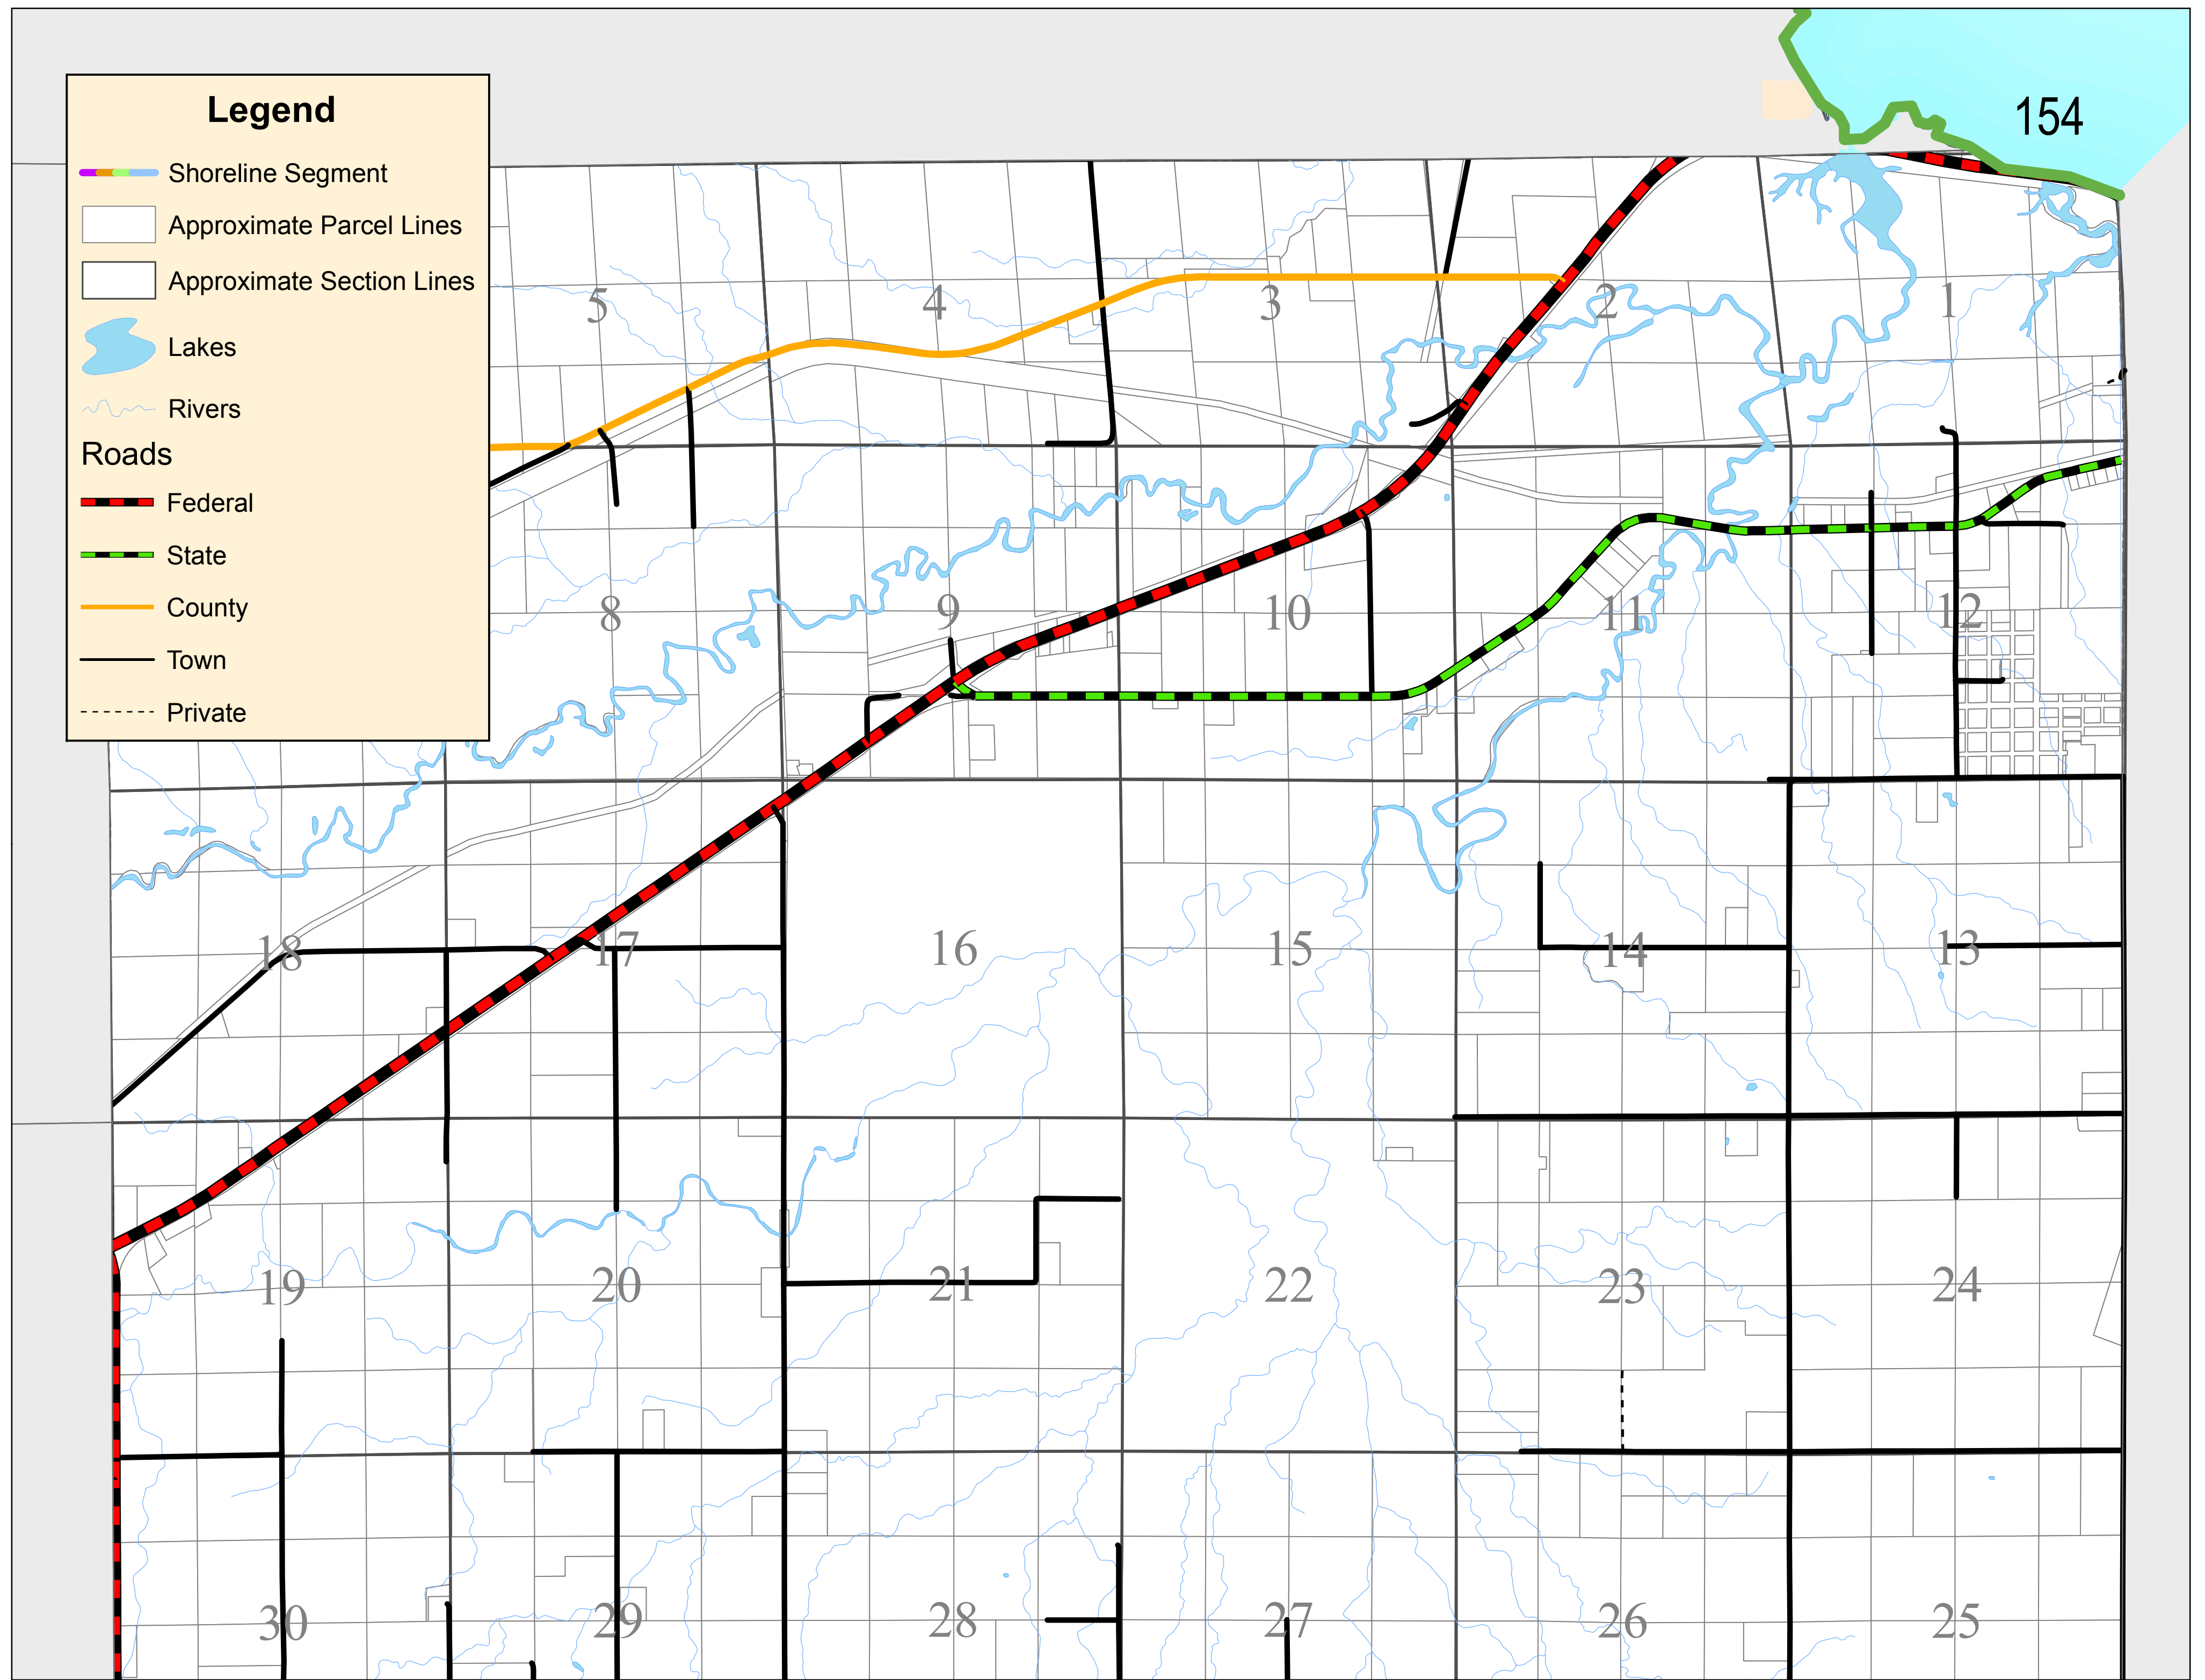 154
Legend
Shoreline Segment
Approximate Parcel Lines
Approximate Section Lines
Lakes
Rivers
Roads
Federal
State
County
Town
Private
5 4 3 2 1
8 9 10 11 12
18 17 16 15 14 13
19 20 21 22 23 24
30 29 28 27 26 25